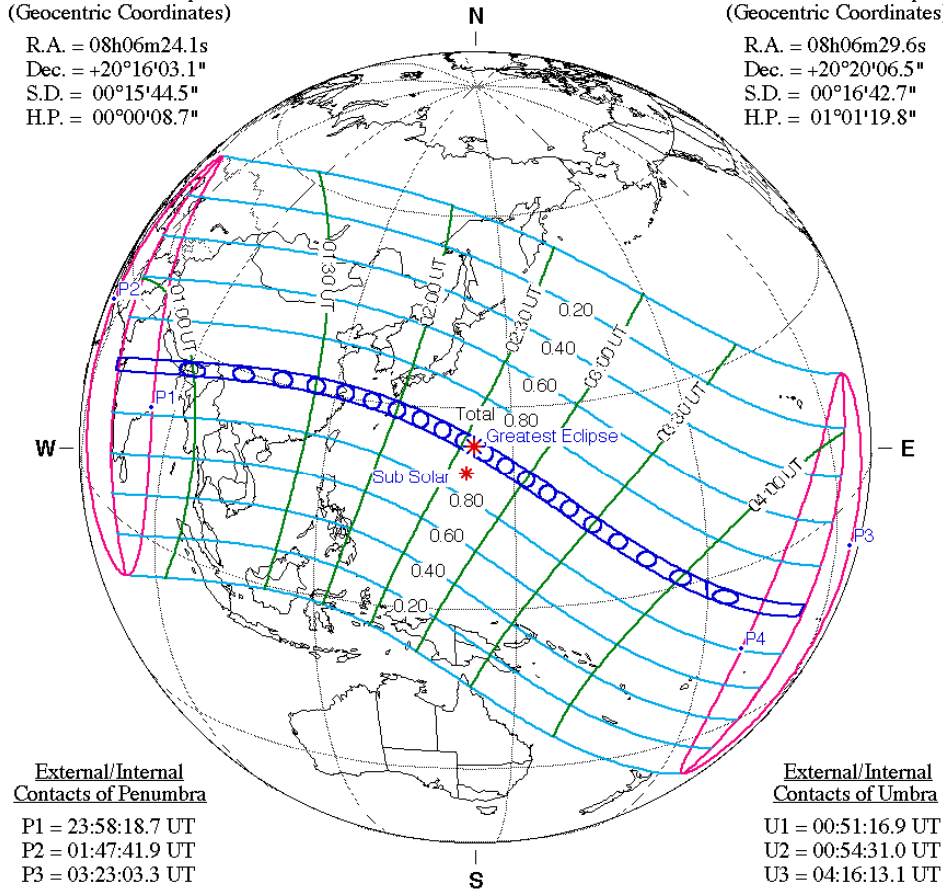 (Geocentric Coordinates)
R.A. = 08h06m24.1s
Dec. = +20°16'03.1"
S.D. = 00°15'44.5"
H.P. = 00°00'08.7"
N
(Geocentric Coordinates)
R.A. = 08h06m29.6s
Dec. = +20°20'06.5"
S.D. = 00°16'42.7"
H.P. = 01°01'19.8"
01:00 UT
01:30 UT
02:00 UT
02:30 UT
03:00 UT
03:30 UT
04:00 UT
P2
0.20
0.40
0.60
P1
Total
0.80
Greatest Eclipse
W
E
Sub Solar
0.80
0.60
P3
0.40
0.20
P4
External/Internal
Contacts of Penumbra
P1 = 23:58:18.7 UT
P2 = 01:47:41.9 UT
P3 = 03:23:03.3 UT
S
External/Internal
Contacts of Umbra
U1 = 00:51:16.9 UT
U2 = 00:54:31.0 UT
U3 = 04:16:13.1 UT